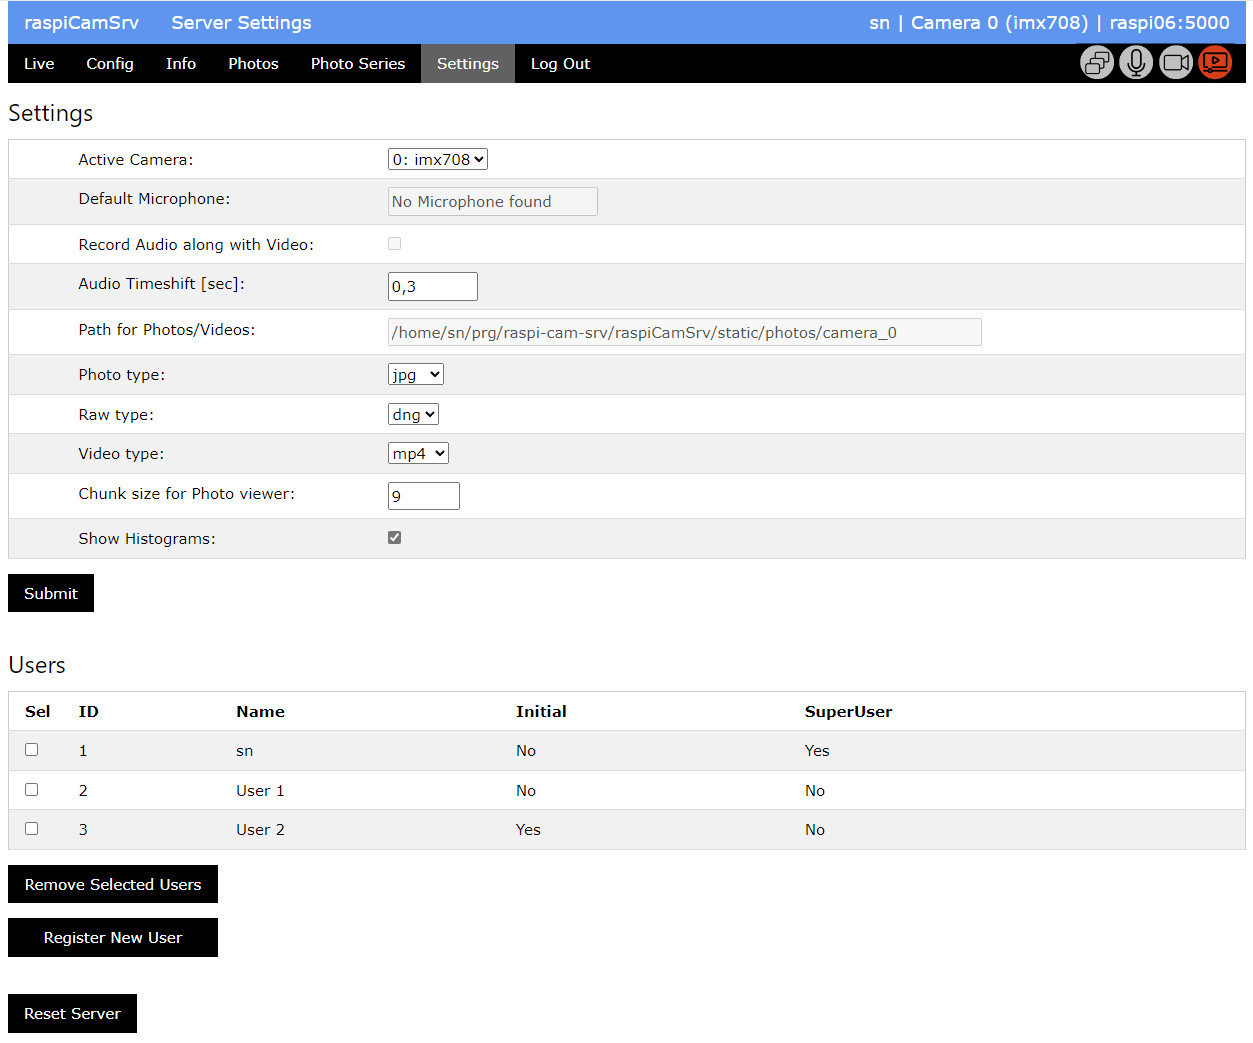 raspiCamSrv Server Settings sn | Camera 0 (imx708) | raspi06:5000
Live Config Info Photos Photo Series Settings Log Out
Settings
Active Camera: 0: imx708
Default Microphone: No Microphone found
Record Audio along with Video:
Audio Timeshift [sec]: 0,3
Path for Photos/Videos: /home/sn/prg/raspi-cam-srv/raspiCamSrv/static/photos/camera_0
Photo type: jpg
Raw type: dng
Video type: mp4
Chunk size for Photo viewer: 9
Show Histograms:
Submit
Users
Sel ID Name Initial SuperUser
1 sn No Yes
2 User 1 No No
3 User 2 Yes No
Remove Selected Users
Register New User
Reset Server